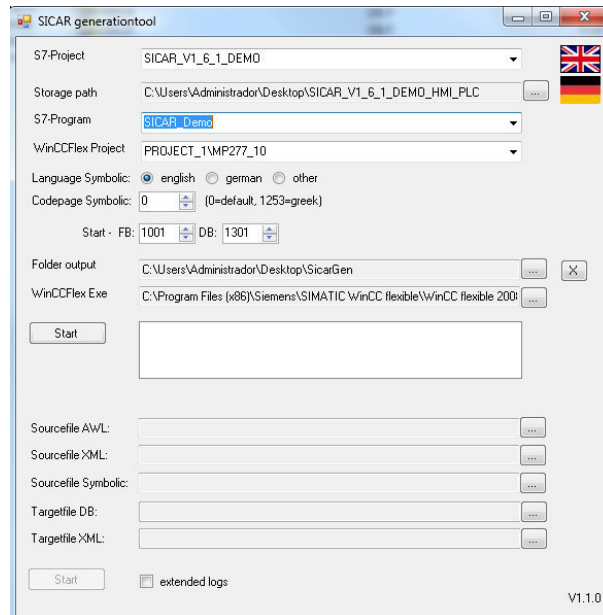 SICAR generationtool
S7-Project SICAR_V1_6_1_DEMO
Storage path C:\Users\Administrador\Desktop\SICAR_V1_6_1_DEMO_HMI_PLC ...
S7-Program SICAR_Demo
WinCCFlex Project PROJECT_1\MP277_10
Language Symbolic: english german other
Codepage Symbolic: 0 (0=default, 1253=greek)
Start - FB: 1001 DB: 1301
Folder output C:\Users\Administrador\Desktop\SicarGen ... X
WinCCFlex Exe C:\Program Files (x86)\Siemens\SIMATIC WinCC flexible\WinCC flexible 200 ...
Start
Sourcefile AWL: ...
Sourcefile XML: ...
Sourcefile Symbolic: ...
Targetfile DB: ...
Targetfile XML: ...
Start extended logs
V1.1.0